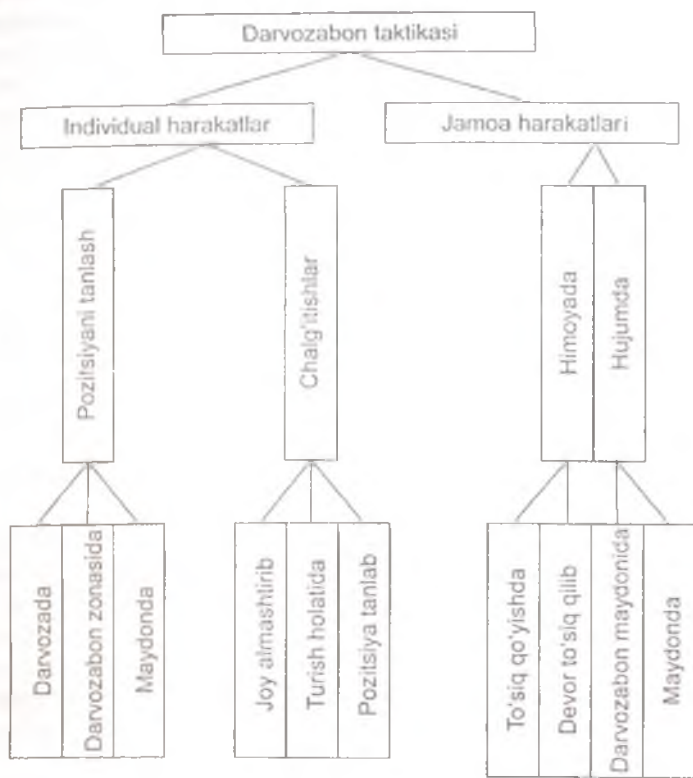 Darvozabon taktikasi
Individual harakatlar
Jamoa harakatlari
Pozitsiyani tanlash
Chalg'itishlar
Himoyada
Hujumda
Darvozada
Darvozabon zonasida
Maydonda
Joy almashtirib
Turish holatida
Pozitsiya tanlab
To'siq qo'yishda
Devor to'siq qilib
Darvozabon maydonida
Maydonda